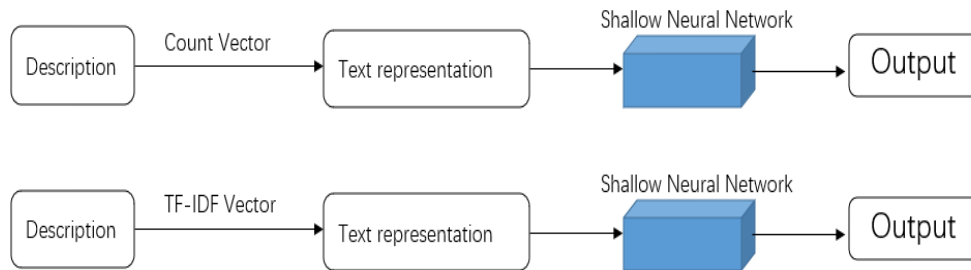 Shallow Neural Network
Count Vector
Description
Text representation
Output
Shallow Neural Network
TF-IDF Vector
Description
Text representation
Output